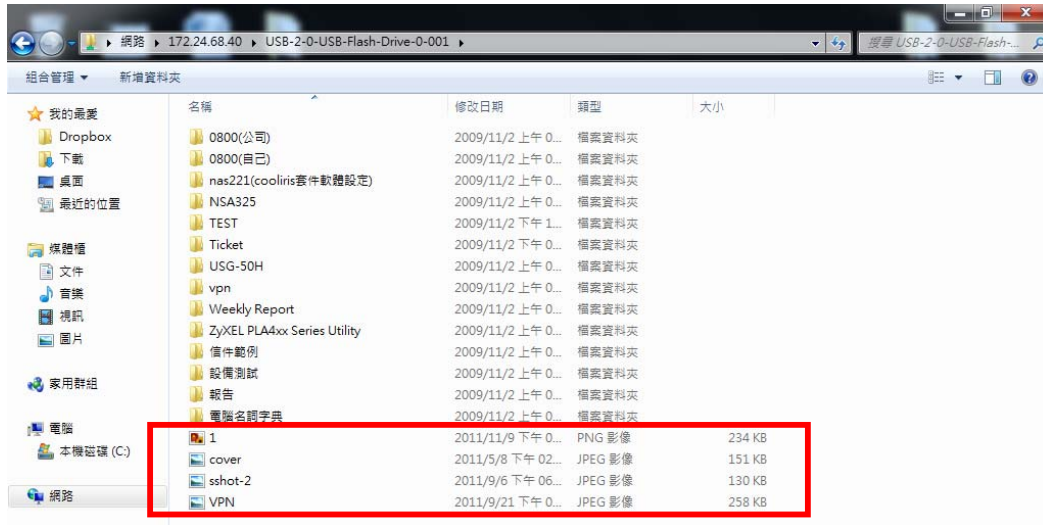 網路 ▸ 172.24.68.40 ▸ USB-2-0-USB-Flash-Drive-0-001 ▸ 搜尋 USB-2-0-USB-Flash-...
組合管理 新增資料夾
名稱 修改日期 類型 大小
我的最愛
Dropbox
下載
桌面
最近的位置
媒體櫃
文件
音樂
視訊
圖片
家用群組
電腦
本機磁碟 (C:)
網路
0800(公司) 2009/11/2 上午 0... 檔案資料夾
0800(自己) 2009/11/2 上午 0... 檔案資料夾
nas221(cooliris套件軟體設定) 2009/11/2 上午 0... 檔案資料夾
NSA325 2009/11/2 上午 0... 檔案資料夾
TEST 2009/11/2 下午 1... 檔案資料夾
Ticket 2009/11/2 下午 0... 檔案資料夾
USG-50H 2009/11/2 上午 0... 檔案資料夾
vpn 2009/11/2 上午 0... 檔案資料夾
Weekly Report 2009/11/2 上午 0... 檔案資料夾
ZyXEL PLA4xx Series Utility 2009/11/2 上午 0... 檔案資料夾
信件範例 2009/11/2 上午 0... 檔案資料夾
設備測試 2009/11/2 上午 0... 檔案資料夾
報告 2009/11/2 上午 0... 檔案資料夾
電腦名詞字典 2009/11/2 上午 0... 檔案資料夾
1 2011/11/9 下午 0... PNG 影像 234 KB
cover 2011/5/8 下午 02... JPEG 影像 151 KB
sshot-2 2011/9/6 下午 06... JPEG 影像 130 KB
VPN 2011/9/21 下午 0... JPEG 影像 258 KB